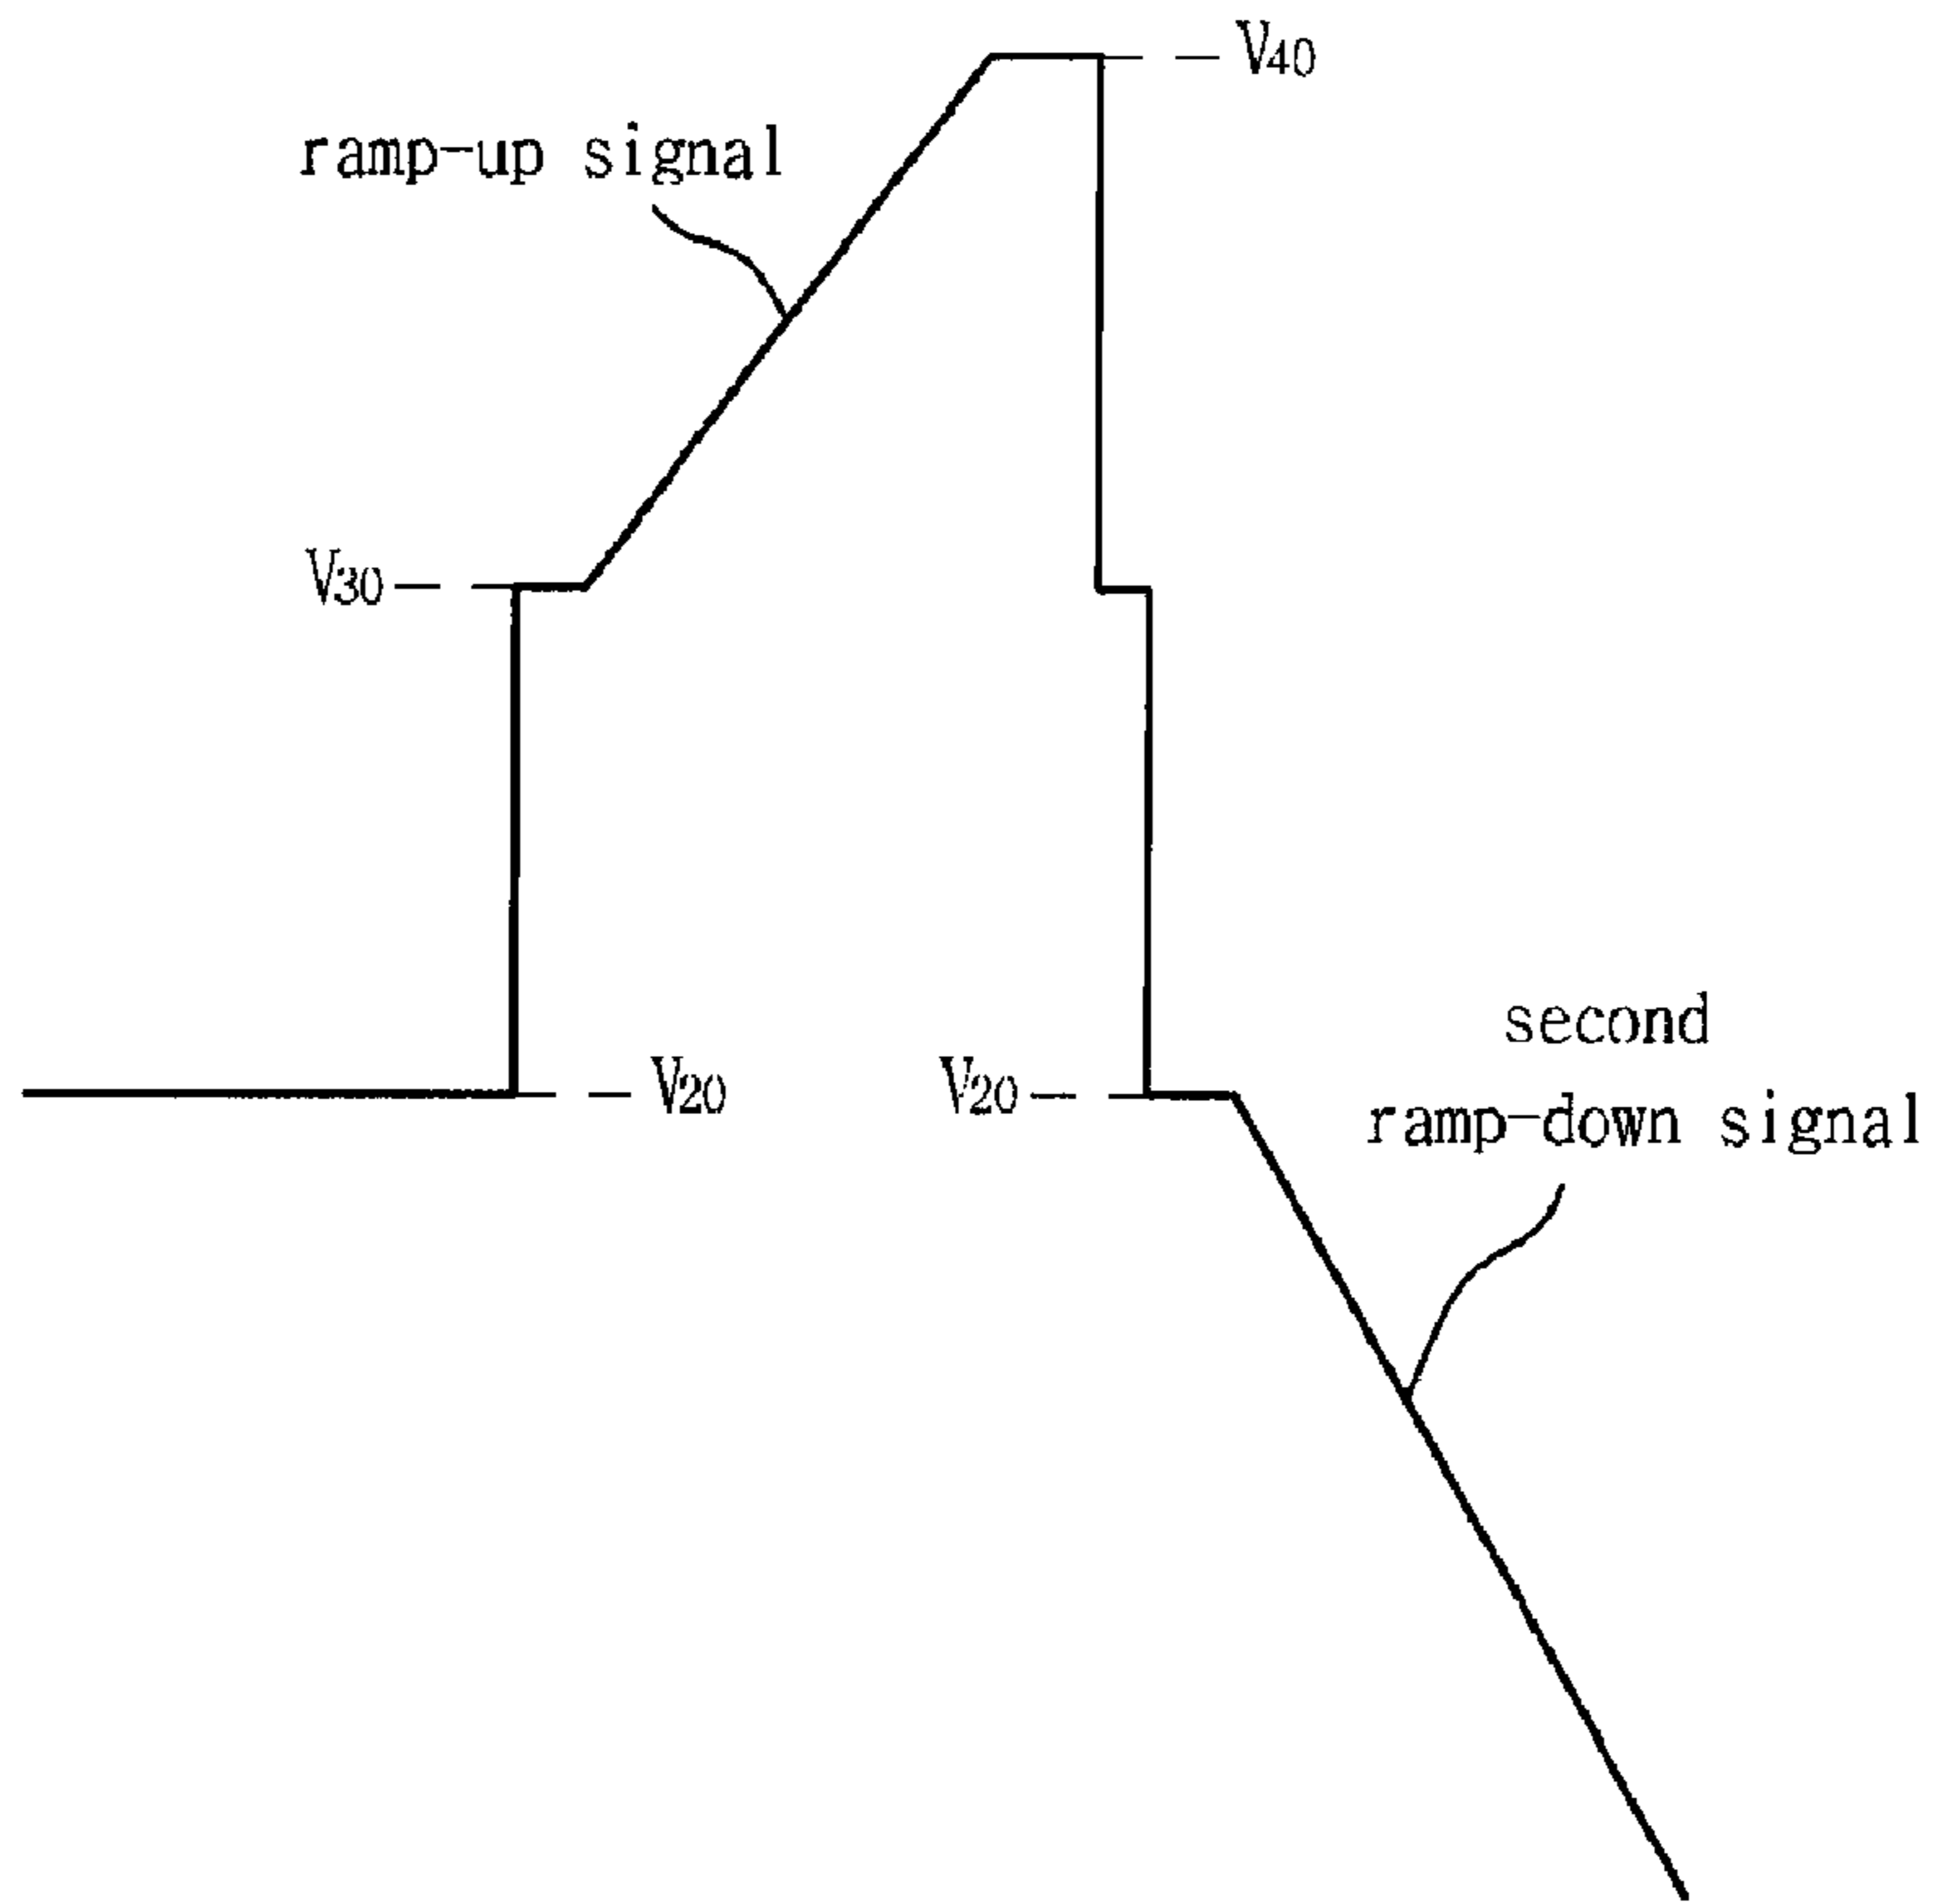 V40
ramp-up signal
V30
V20
V20
second
ramp-down signal